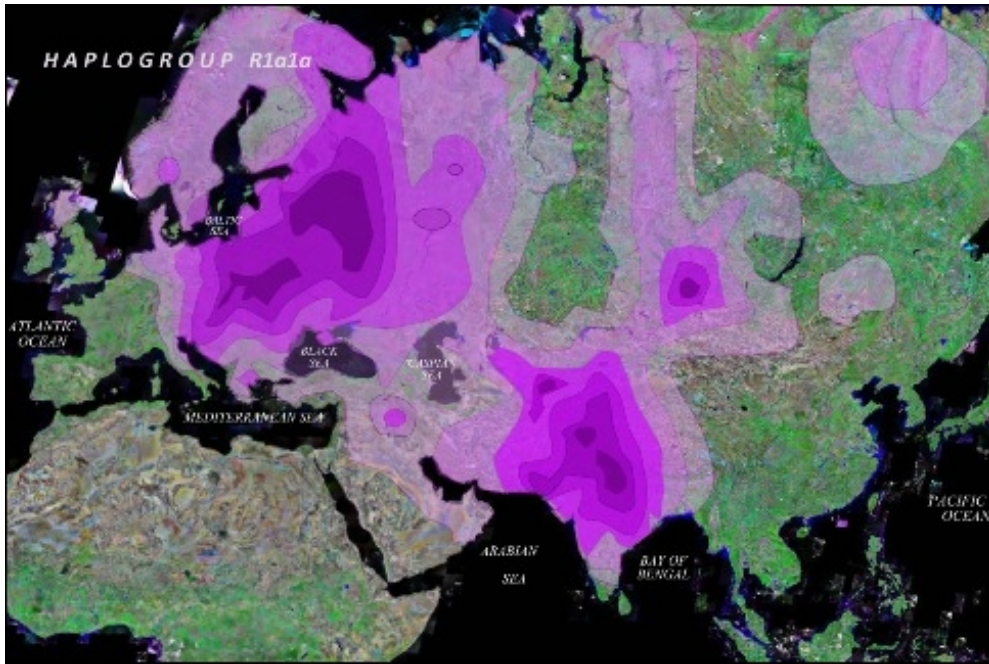 HAPLOGROUP R1a1a
BALTIC
SEA
ATLANTIC
OCEAN
BLACK
SEA
CASPIAN
SEA
MEDITERRANEAN SEA
PACIFIC
OCEAN
ARABIAN
SEA
BAY OF
BENGAL